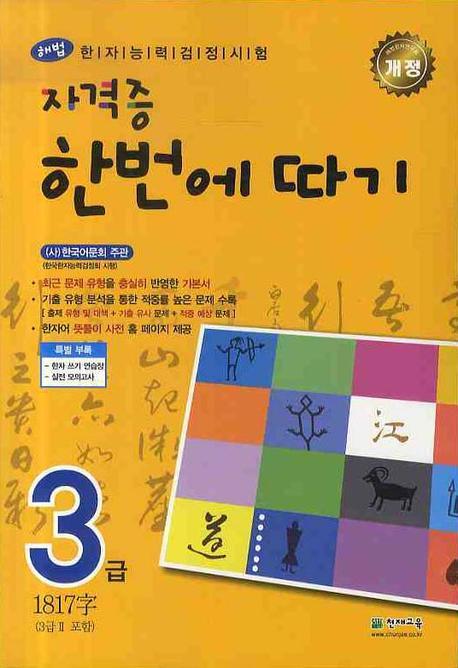 해법 한자능력검정시험
개정
자격증
한번에 따기
(사)한국어문회 주관
(한국한자능력검정회 시행)
· 최근 문제 유형을 충실히 반영한 기본서
· 기출 유형 분석을 통한 적중률 높은 문제 수록
[ 출제 유형 및 대책 + 기출 유사 문제 + 적중 예상 문제 ]
· 한자어 뜻풀이 사전 홈 페이지 제공
특별 부록
- 한자 쓰기 연습장
- 실전 모의고사
江
道
3급
1817字
(3급Ⅱ 포함)
천재교육
www.chunjae.co.kr